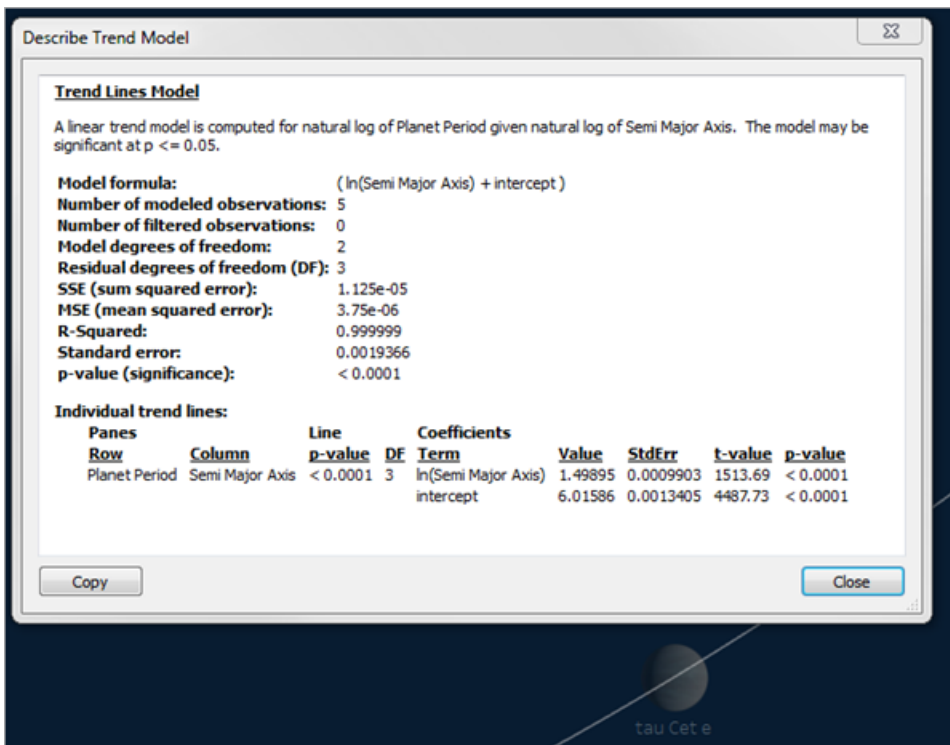 Describe Trend Model
Trend Lines Model
A linear trend model is computed for natural log of Planet Period given natural log of Semi Major Axis. The model may be
significant at p <= 0.05.
Model formula: ( ln(Semi Major Axis) + intercept )
Number of modeled observations: 5
Number of filtered observations: 0
Model degrees of freedom: 2
Residual degrees of freedom (DF): 3
SSE (sum squared error): 1.125e-05
MSE (mean squared error): 3.75e-06
R-Squared: 0.999999
Standard error: 0.0019366
p-value (significance): < 0.0001
Individual trend lines:
Panes Line Coefficients
Row Column p-value DF Term Value StdErr t-value p-value
Planet Period Semi Major Axis < 0.0001 3 ln(Semi Major Axis) 1.49895 0.0009903 1513.69 < 0.0001
intercept 6.01586 0.0013405 4487.73 < 0.0001
Copy Close
tau Cet e